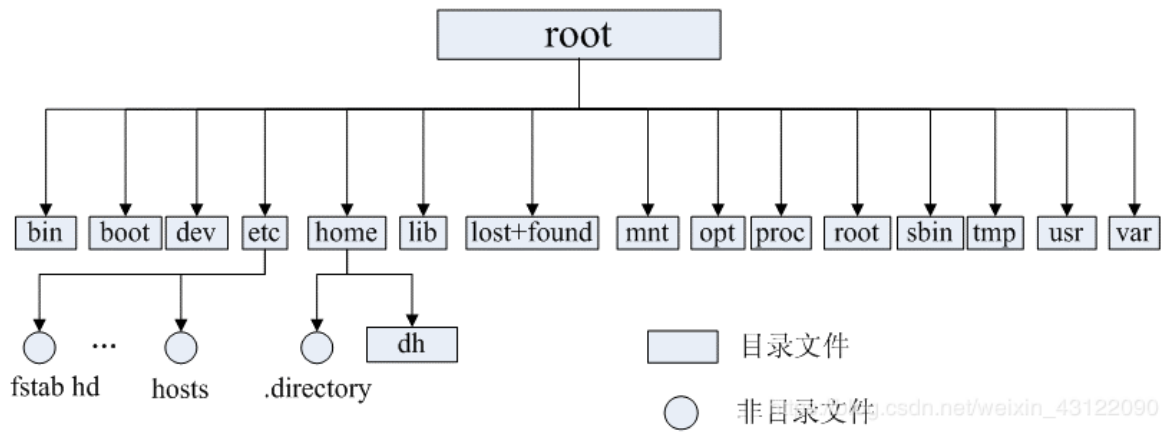 root
bin boot dev etc home lib lost+found mnt opt proc root sbin tmp usr var
... dh 目录文件
fstab hd hosts .directory
非目录文件
https://blog.csdn.net/weixin_43122090